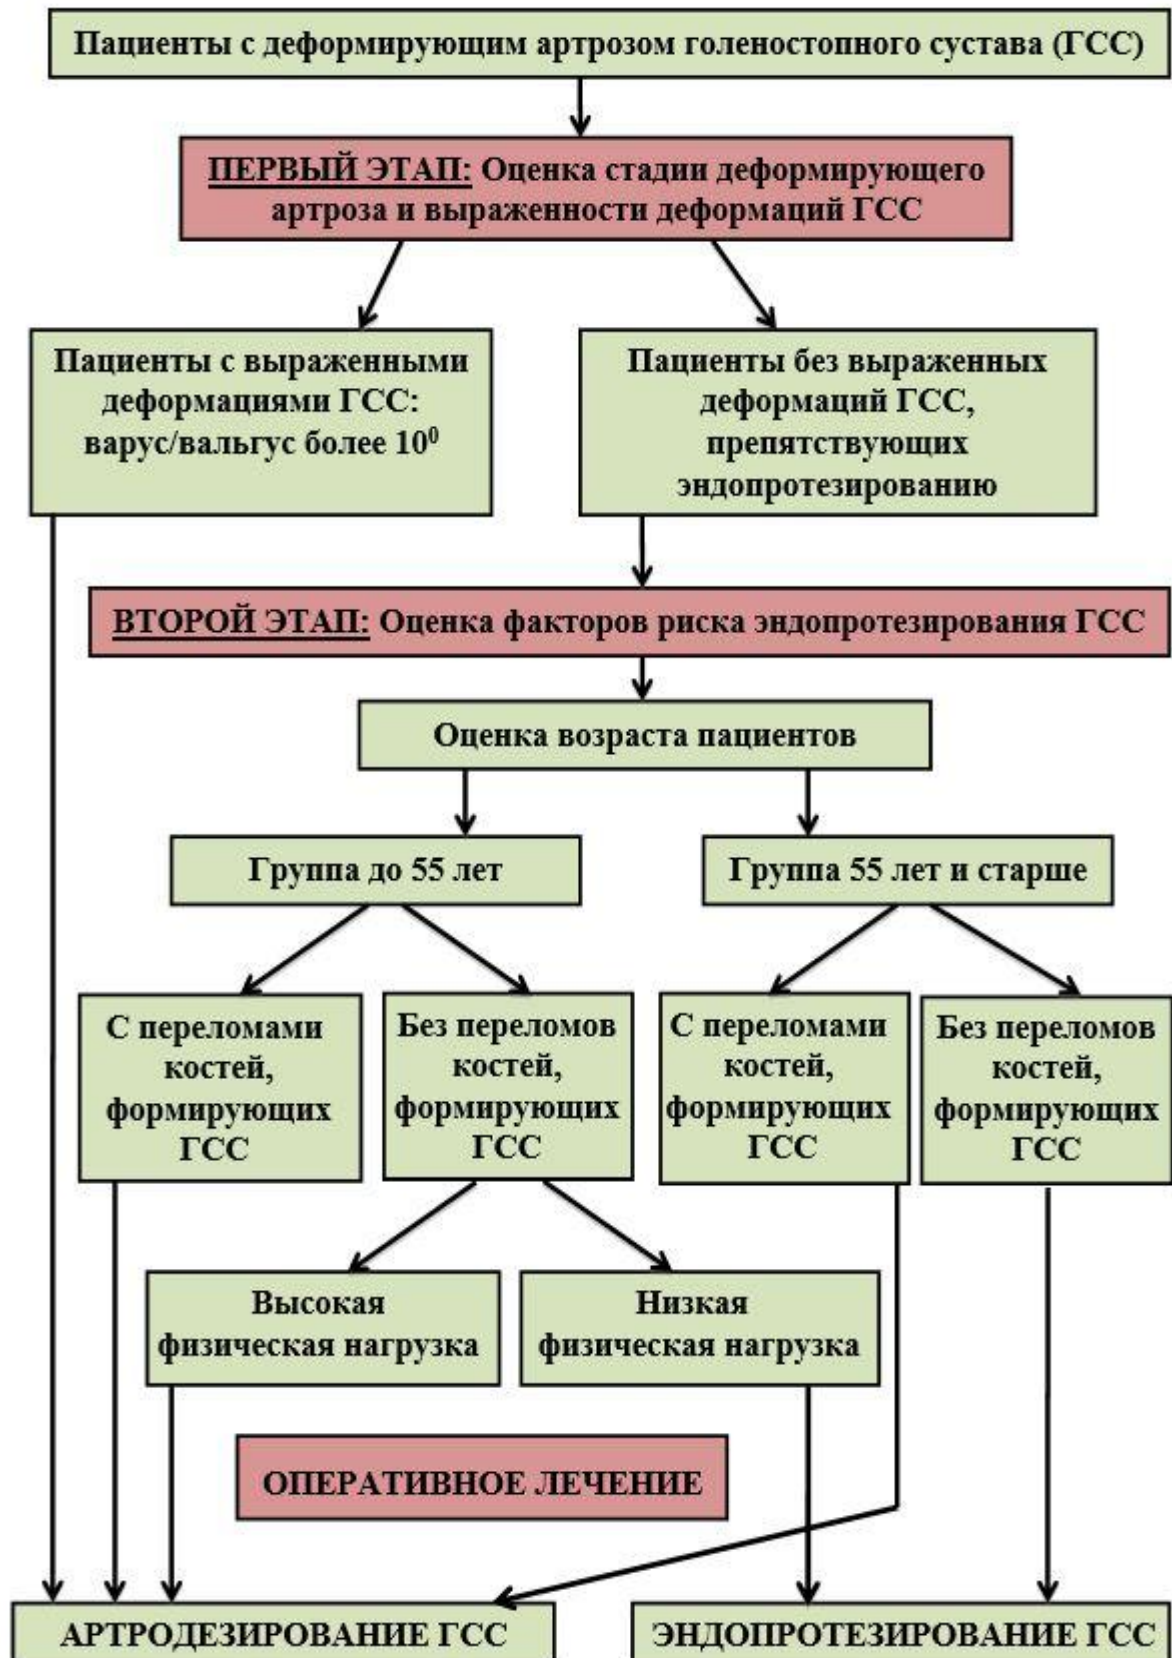 Пациенты с деформирующим артрозом голеностопного сустава (ГСС)
ПЕРВЫЙ ЭТАП: Оценка стадии деформирующего
артроза и выраженности деформаций ГСС
Пациенты с выраженными
деформациями ГСС:
варус/вальгус более 10⁰
Пациенты без выраженных
деформаций ГСС,
препятствующих
эндопротезированию
ВТОРОЙ ЭТАП: Оценка факторов риска эндопротезирования ГСС
Оценка возраста пациентов
Группа до 55 лет
Группа 55 лет и старше
С переломами
костей,
формирующих
ГСС
Без переломов
костей,
формирующих
ГСС
С переломами
костей,
формирующих
ГСС
Без переломов
костей,
формирующих
ГСС
Высокая
физическая нагрузка
Низкая
физическая нагрузка
ОПЕРАТИВНОЕ ЛЕЧЕНИЕ
АРТРОДЕЗИРОВАНИЕ ГСС
ЭНДОПРОТЕЗИРОВАНИЕ ГСС